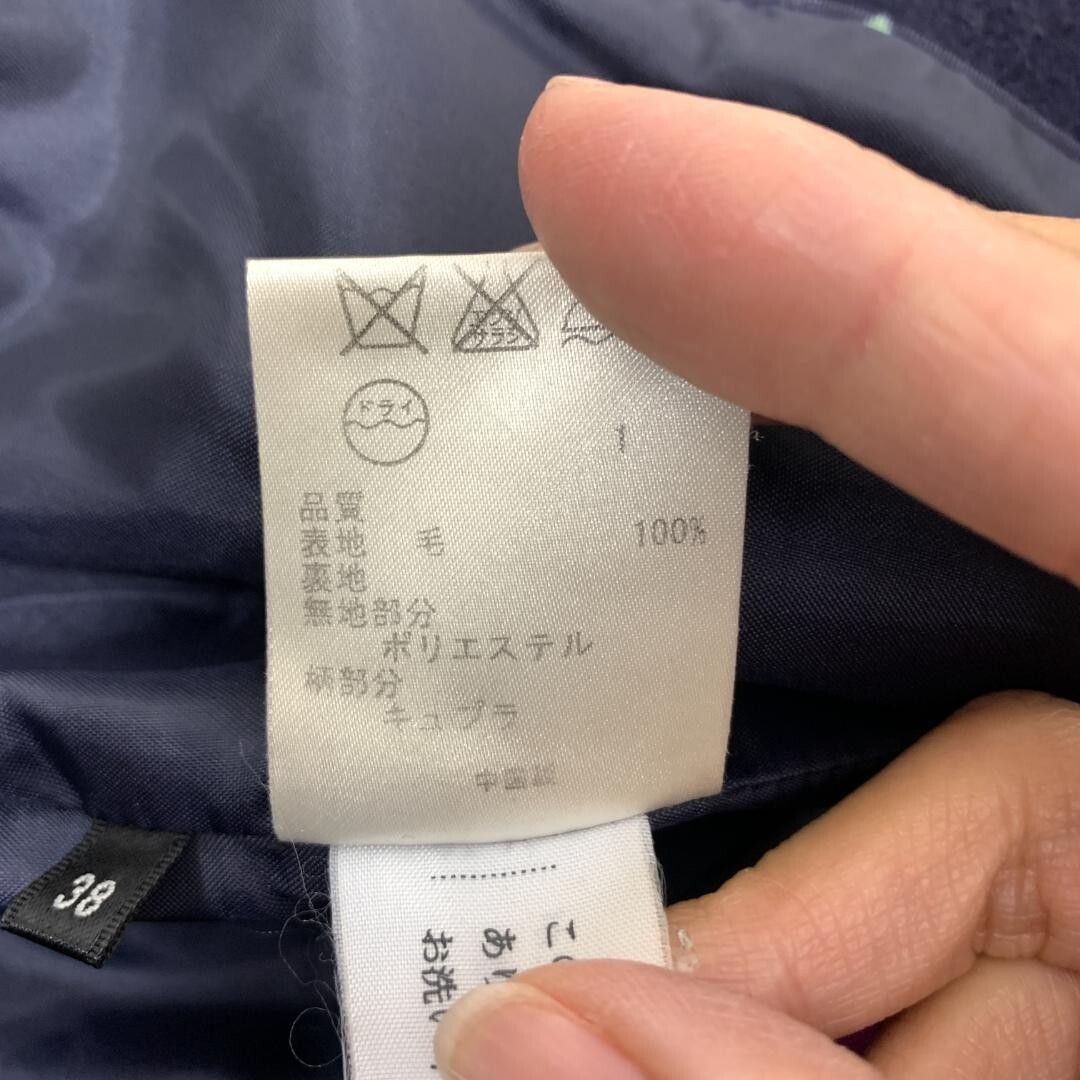 ドライ
品質
表地 毛 100%
裏地
無地部分
ポリエステル
柄部分
キュプラ
中国製
38